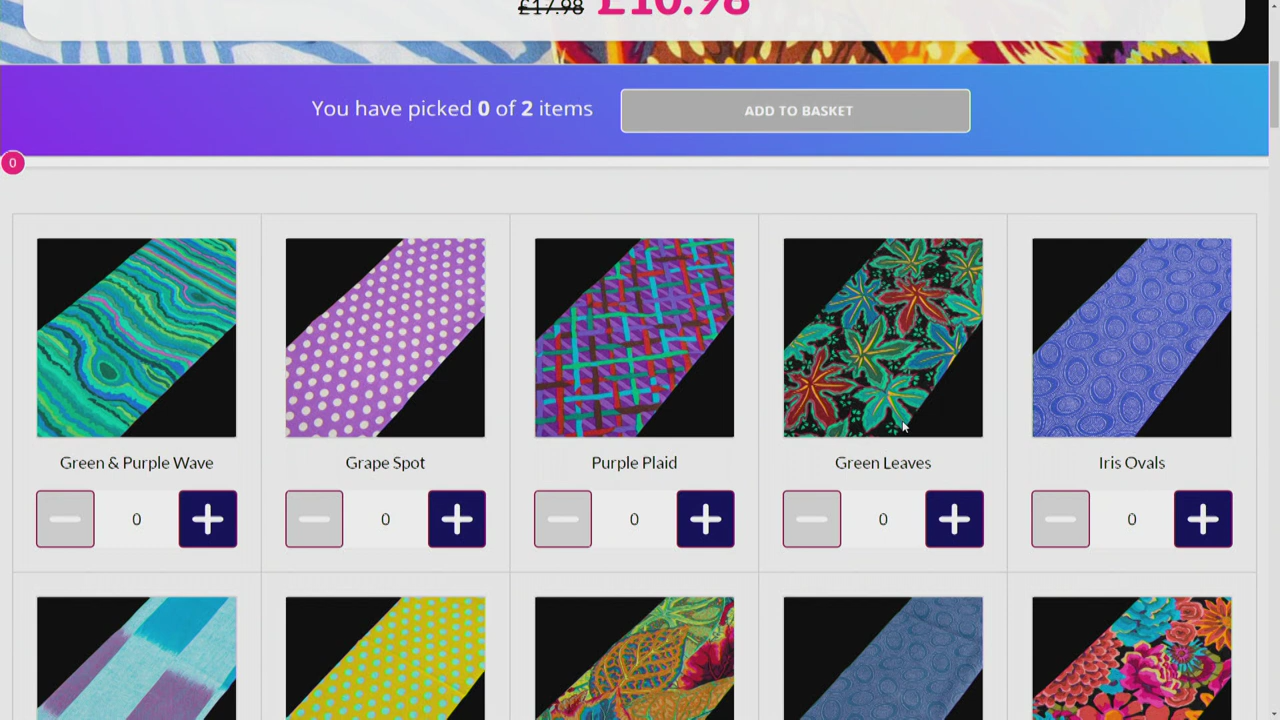 £17.98 £10.98
You have picked 0 of 2 items ADD TO BASKET
0
Green & Purple Wave Grape Spot Purple Plaid Green Leaves Iris Ovals
0 0 0 0 0